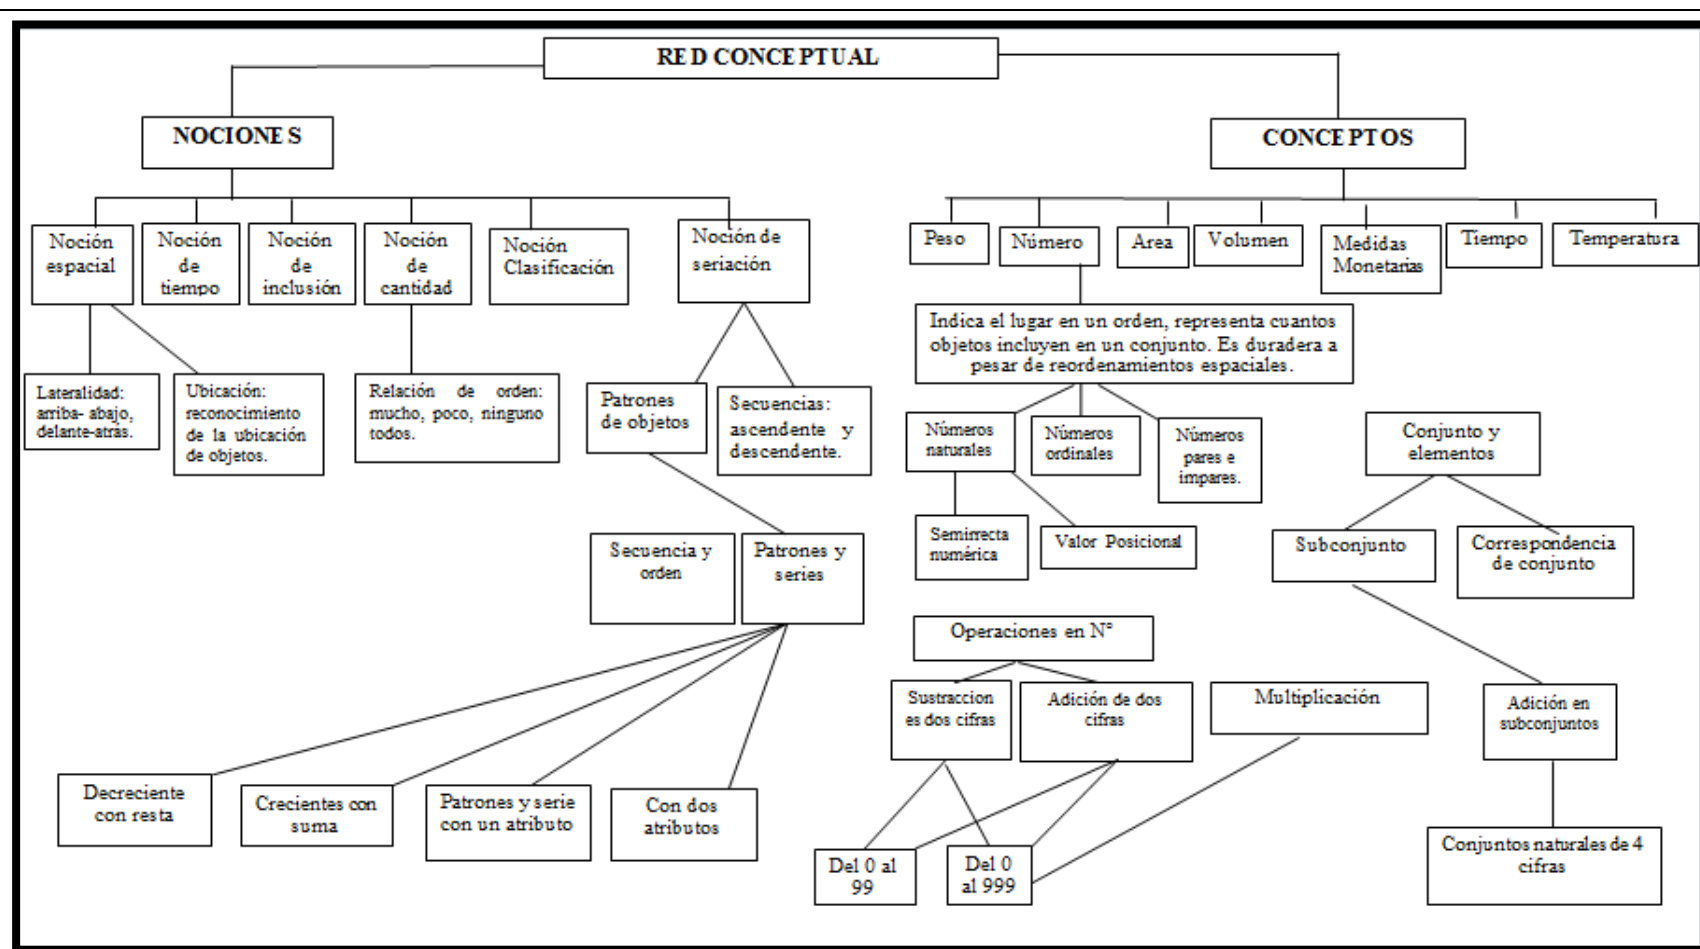 RED CONCEPTUAL
NOCIONES
CONCEPTOS
Noción
espacial
Noción
de
tiempo
Noción
de
inclusión
Noción
de
cantidad
Noción
Clasificación
Noción de
seriación
Peso
Número
Area
Volumen
Medidas
Monetarias
Tiempo
Temperatura
Indica el lugar en un orden, representa cuantos
objetos incluyen en un conjunto. Es duradera a
pesar de reordenamientos espaciales.
Lateralidad:
arriba- abajo,
delante-atrás.
Ubicación:
reconocimiento
de la ubicación
de objetos.
Relación de orden:
mucho, poco, ninguno
todos.
Patrones
de objetos
Secuencias:
ascendente y
descendente.
Números
naturales
Números
ordinales
Números
pares e
impares.
Conjunto y
elementos
Semirrecta
numérica
Valor Posicional
Subconjunto
Correspondencia
de conjunto
Secuencia y
orden
Patrones y
series
Operaciones en N°
Sustraccion
es dos cifras
Adición de dos
cifras
Multiplicación
Adición en
subconjuntos
Decreciente
con resta
Crecientes con
suma
Patrones y serie
con un atributo
Con dos
atributos
Del 0 al
99
Del 0
al 999
Conjuntos naturales de 4
cifras